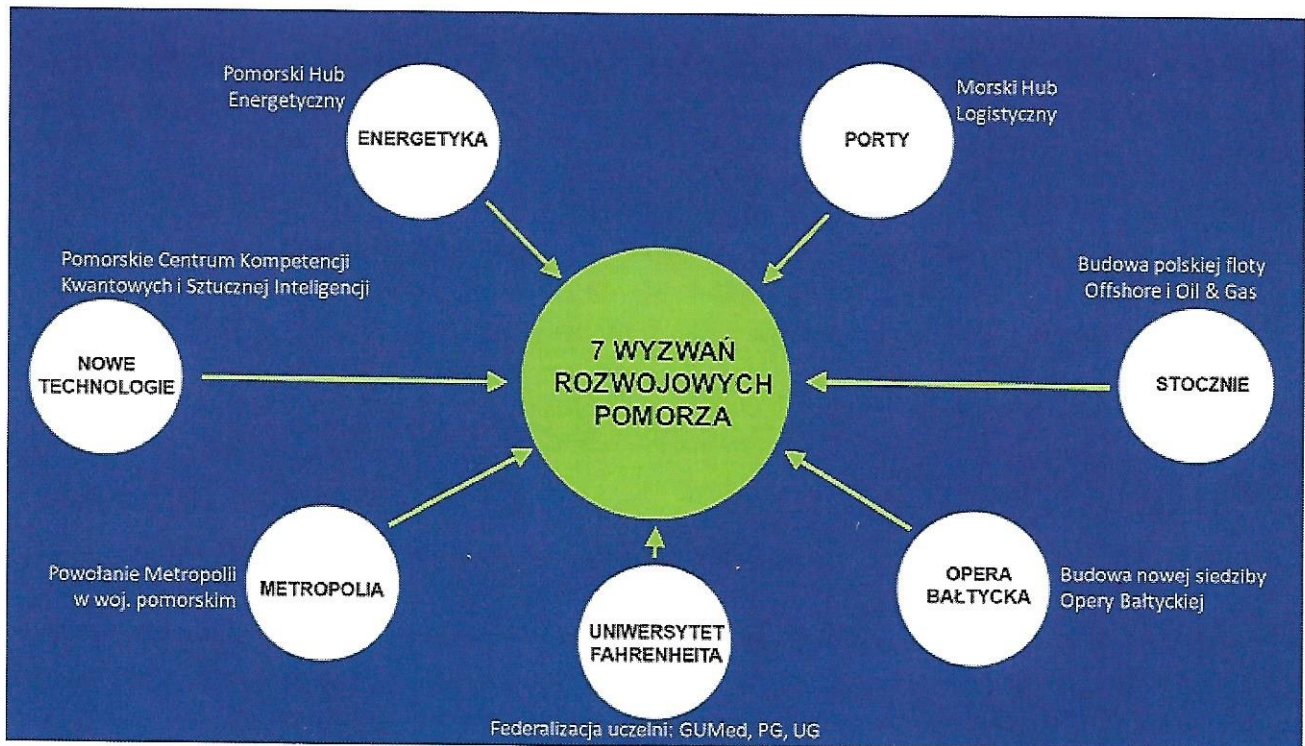 Pomorski Hub
Energetyczny
ENERGETYKA
Morski Hub
Logistyczny
PORTY
Pomorskie Centrum Kompetencji
Kwantowych i Sztucznej Inteligencji
NOWE
TECHNOLOGIE
7 WYZWAŃ
ROZWOJOWYCH
POMORZA
Budowa polskiej floty
Offshore i Oil & Gas
STOCZNIE
Powołanie Metropolii
w woj. pomorskim
METROPOLIA
UNIWERSYTET
FAHRENHEITA
Federalizacja uczelni: GUMed, PG, UG
OPERA
BAŁTYCKA
Budowa nowej siedziby
Opery Bałtyckiej